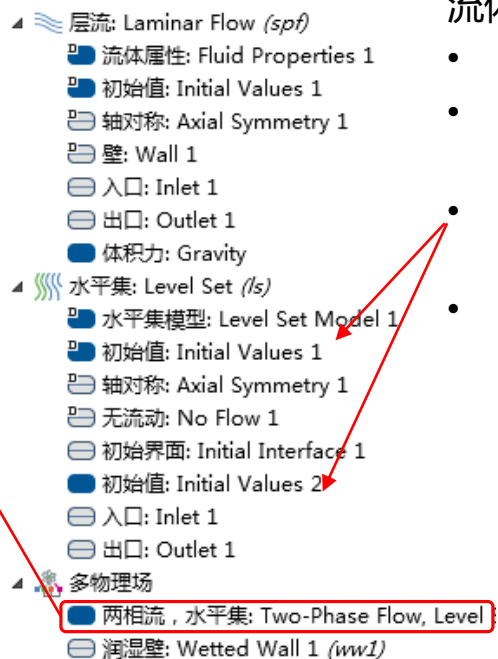 流体
层流: Laminar Flow (spf)
流体属性: Fluid Properties 1
初始值: Initial Values 1
轴对称: Axial Symmetry 1
壁: Wall 1
入口: Inlet 1
出口: Outlet 1
体积力: Gravity
水平集: Level Set (ls)
水平集模型: Level Set Model 1
初始值: Initial Values 1
轴对称: Axial Symmetry 1
无流动: No Flow 1
初始界面: Initial Interface 1
初始值: Initial Values 2
入口: Inlet 1
出口: Outlet 1
多物理场
两相流，水平集: Two-Phase Flow, Level
润湿壁: Wetted Wall 1 (ww1)